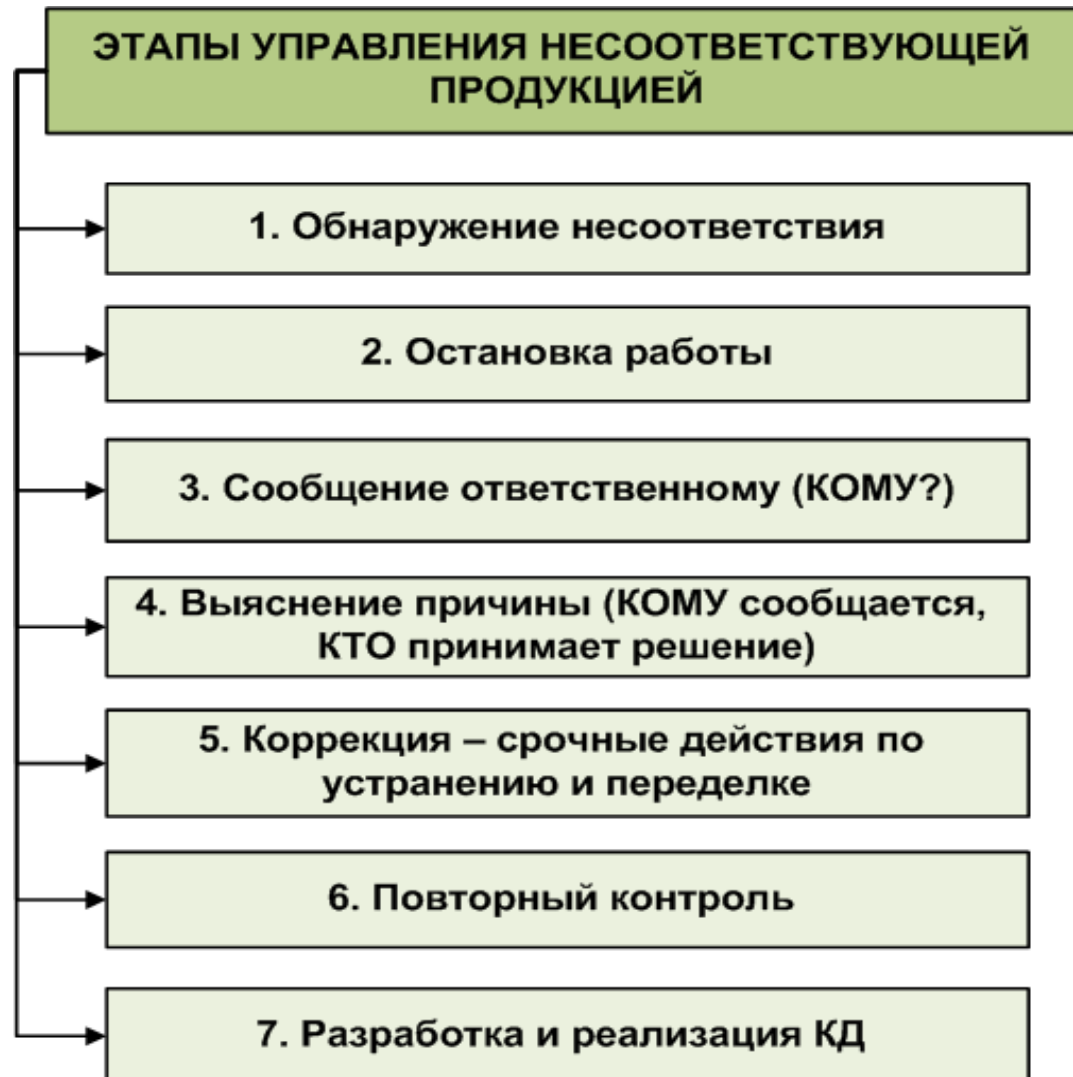 ЭТАПЫ УПРАВЛЕНИЯ НЕСООТВЕТСТВУЮЩЕЙ
ПРОДУКЦИЕЙ
1. Обнаружение несоответствия
2. Остановка работы
3. Сообщение ответственному (КОМУ?)
4. Выяснение причины (КОМУ сообщается,
КТО принимает решение)
5. Коррекция – срочные действия по
устранению и переделке
6. Повторный контроль
7. Разработка и реализация КД